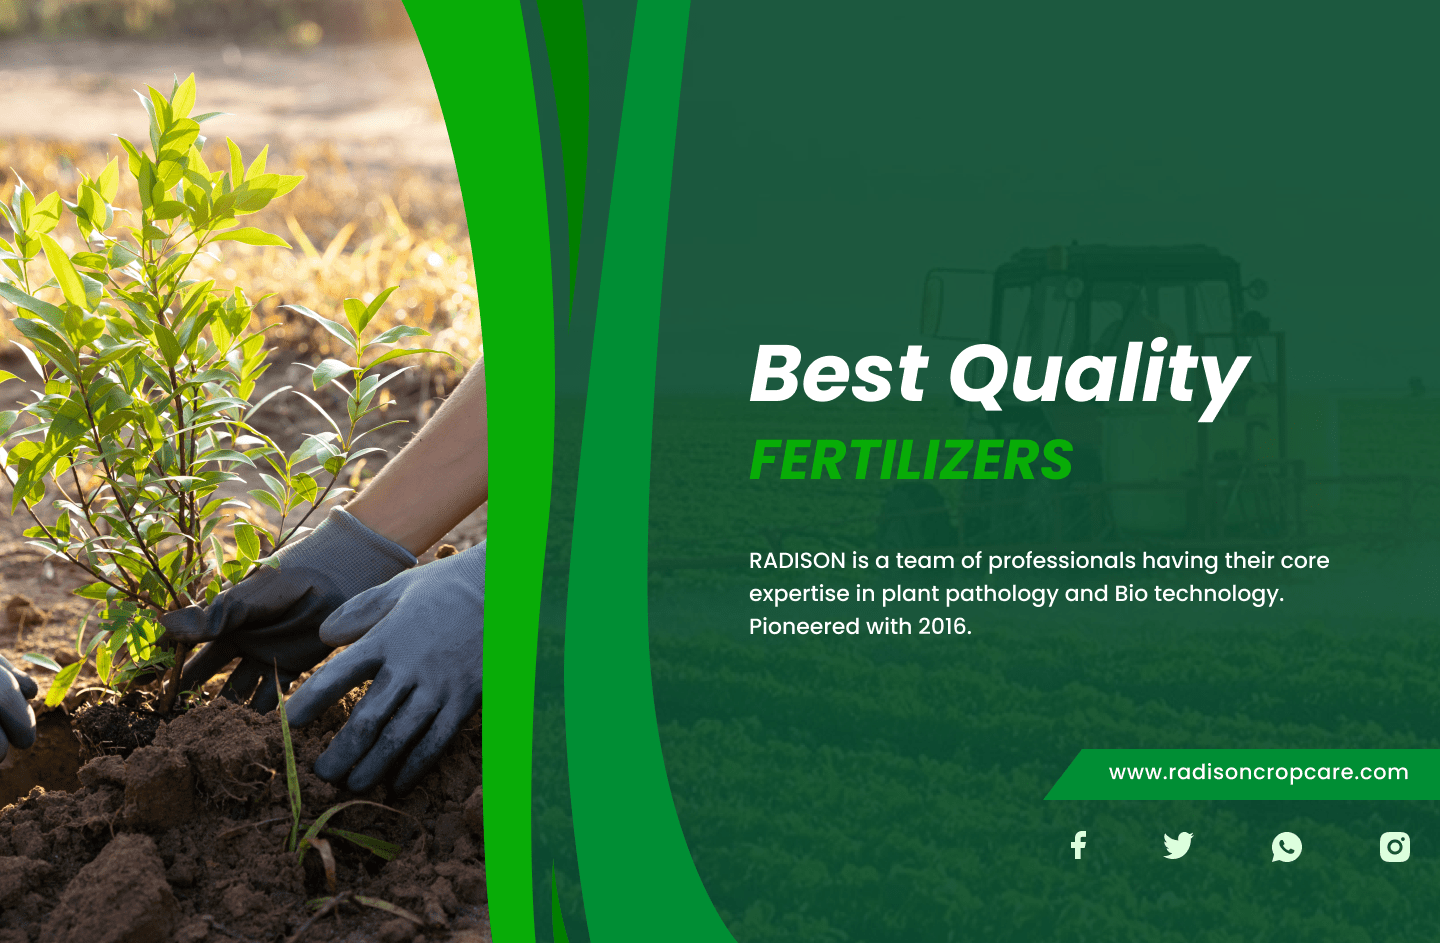 Best Quality
FERTILIZERS
RADISON is a team of professionals having their core
expertise in plant pathology and Bio technology.
Pioneered with 2016.
www.radisoncropcare.com